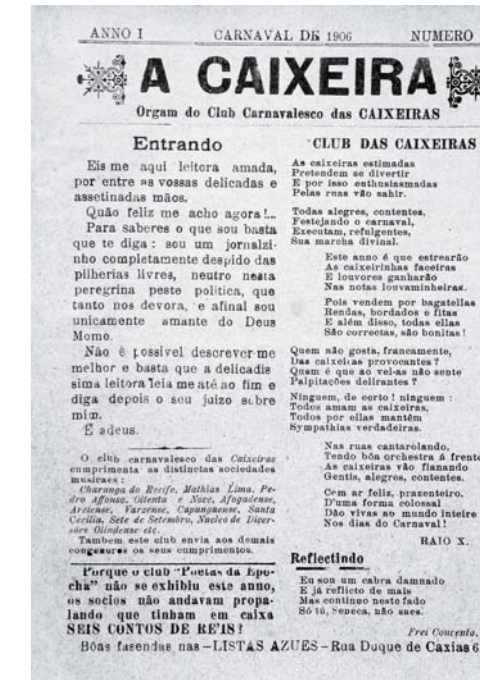 ANNO I CARNAVAL DE 1906 NUMERO
A CAIXEIRA
Orgam do Club Carnavalesco das CAIXEIRAS
Entrando
Eis me aqui leitora amada,
por entre as vossas delicadas e
assetinadas mãos.
Quão feliz me acho agora!...
Para saberes o que sou basta
que te diga: sou um jornalzi-
nho completamente despido das
pilherias livres, neutro nesta
peregrina peste politica, que
tanto nos devora, e afinal sou
unicamente amante do Deus
Momo.
Não é possivel descrever-me
melhor e basta que a delicadis
sima leitora leia me até ao fim e
diga depois o seu juizo sobre
mim.
E adeus.
O club carnavalesco das Caixeiras
cumprimenta as distinctas sociedades
musicaes:
Charanga do Recife, Mathias Lima, Pe-
dro Affonso, Oitenta e Nove, Afogadense,
Areiense, Varzense, Capunguense, Santa
Cecilia, Sete de Setembro, Nucleo de Diver-
sões Olindense etc.
Tambem este club envia aos demais
congeneres os seus cumprimentos.
Porque o club "Poetas da Epo-
cha" não se exhibiu este anno,
os socios não andavam propa-
lando que tinham em caixa
SEIS CONTOS DE RÉIS!
CLUB DAS CAIXEIRAS
As caixeiras estimadas
Pretendem se divertir
E por isso enthusiasmadas
Pelas ruas vão sahir.
Todas alegres, contentes,
Festejando o carnaval,
Executam, refulgentes,
Sua marcha divinal.
Este anno é que estrearão
As caixeirinhas faceiras
E louvores ganharão
Nas notas louvaminheiras.
Pois vendem por bagatellas
Rendas, bordados e fitas
E além disso, todas ellas
São correctas, são bonitas!
Quem não gosta, francamente,
Das caixeiras provocantes?
Quem é que ao vel-as não sente
Palpitações delirantes?
Ninguem, de certo! ninguem:
Todos amam as caixeiras,
Todos por ellas mantêm
Sympathias verdadeiras.
Nas ruas cantarolando,
Tendo bôa orchestra á frente
As caixeiras vão flanando
Gentis, alegres, contentes.
Com ar feliz, prazenteiro,
D'uma forma colossal
Dão vivas ao mundo inteiro
Nos dias do Carnaval!
RAIO X.
Reflectindo
Eu sou um cabra damnado
E já reflicto de mais
Mas continuo neste fado
Só tú, Seneca, não saes.
Frei Convento.
Bôas fasendas nas—LISTAS AZUES—Rua Duque de Caxias 6